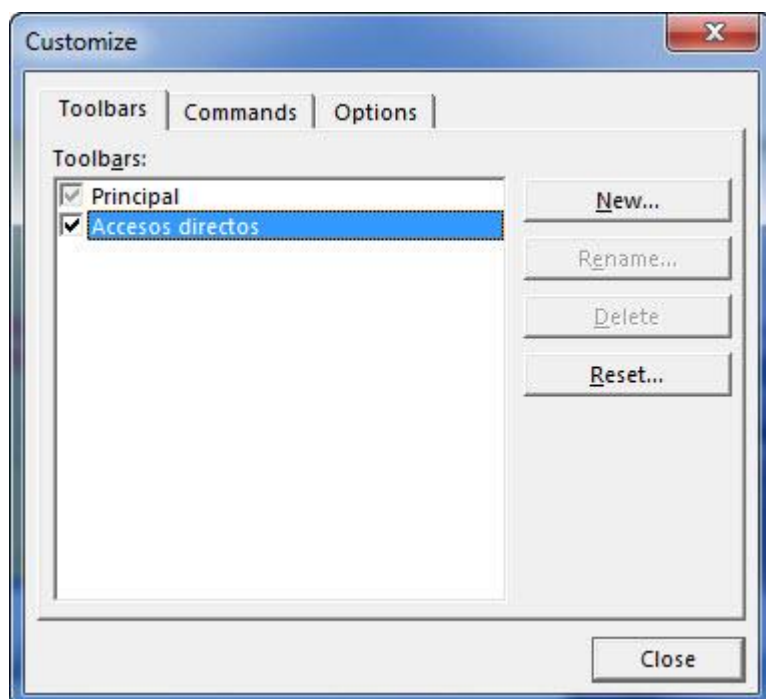 Customize
Toolbars Commands Options
Toolbars:
Principal
Accesos directos
New...
Rename...
Delete
Reset...
Close